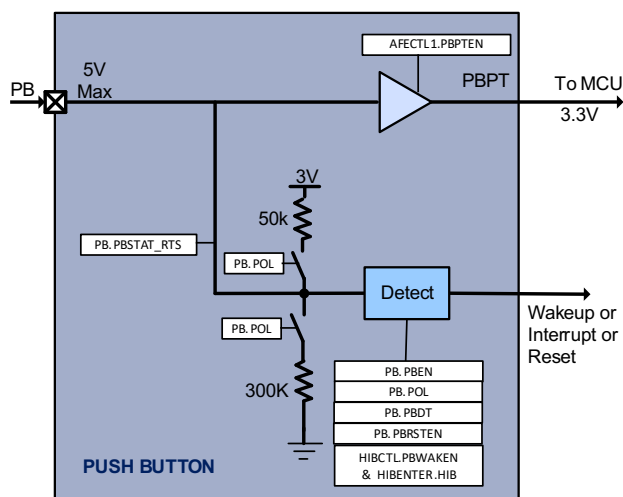 AFECTL1.PBPTEN
5V
Max
PB
PBPT
To MCU
3.3V
3V
50k
PB.PBSTAT_RTS
PB.POL
Detect
PB.POL
Wakeup or
Interrupt or
Reset
300K
PB.PBEN
PB.POL
PB.PBDT
PB.PBRSTEN
HIBCTL.PBWAKEN
& HIBENTER.HIB
PUSH BUTTON